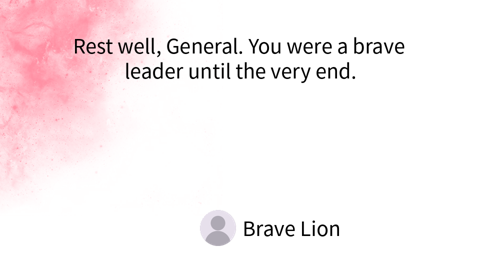 Rest well, General. You were a brave
leader until the very end.
Brave Lion